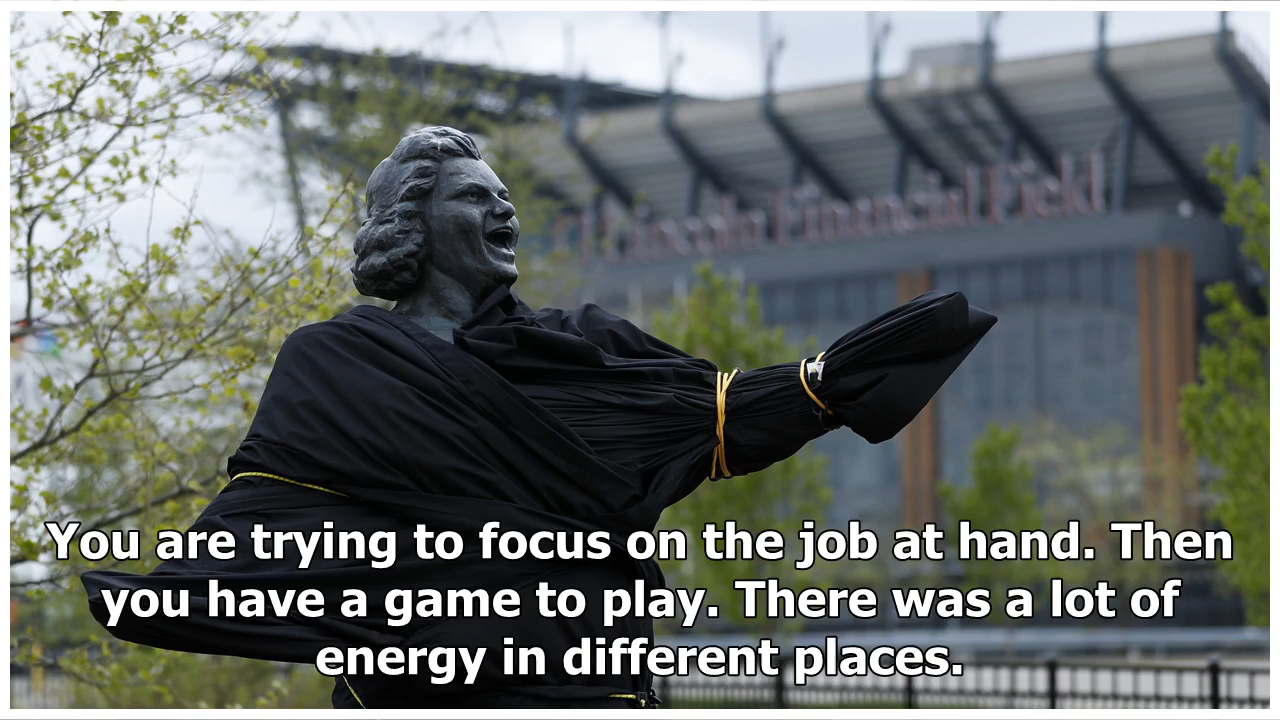 Lincoln Financial Field
You are trying to focus on the job at hand. Then
you have a game to play. There was a lot of
energy in different places.